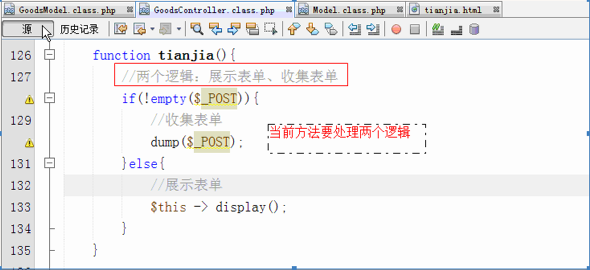 GoodsModel.class.php GoodsController.class.php Model.class.php tianjia.html
源 历史记录
126 function tianjia(){
127 //两个逻辑：展示表单、收集表单
if(!empty($_POST)){
129 //收集表单
dump($_POST);
当前方法要处理两个逻辑
131 }else{
132 //展示表单
133 $this -> display();
134 }
135 }